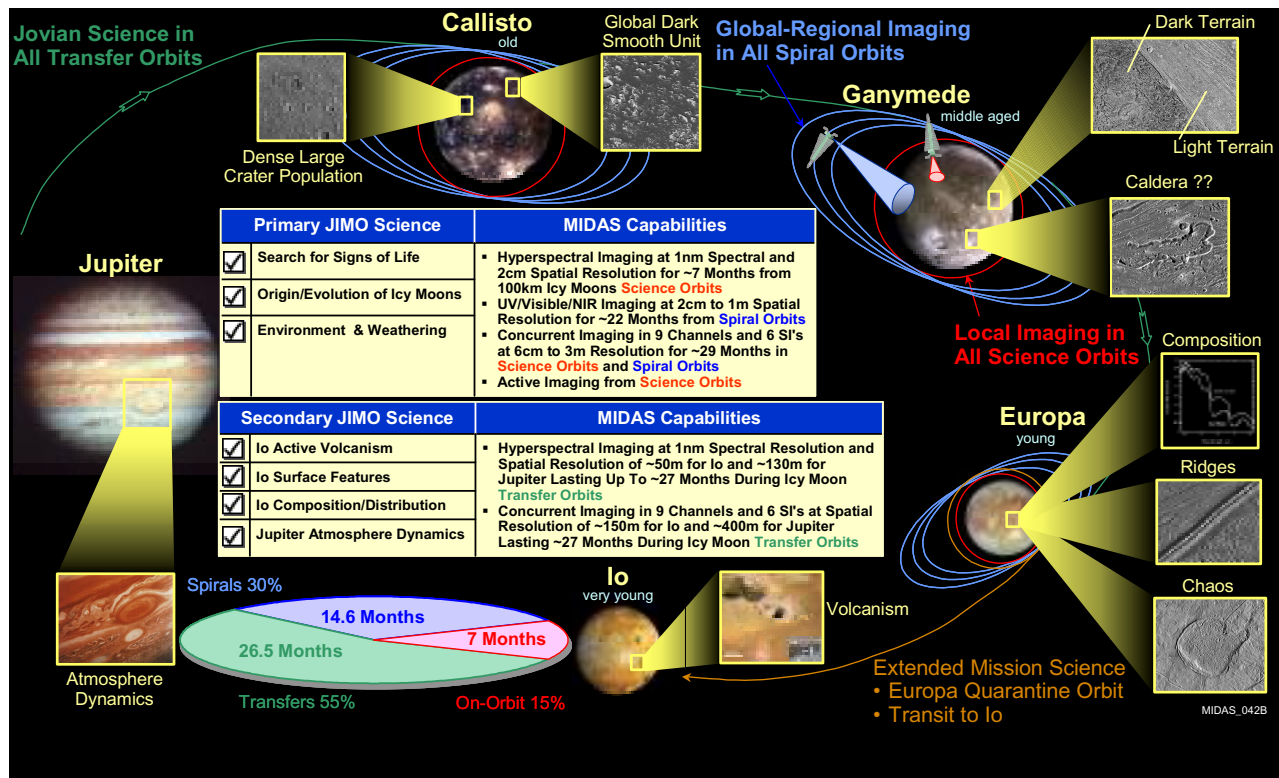 Jovian Science in
All Transfer Orbits
Callisto
old
Global Dark
Smooth Unit
Dense Large
Crater Population
Global-Regional Imaging
in All Spiral Orbits
Ganymede
middle aged
Dark Terrain
Light Terrain
Caldera ??
Local Imaging in
All Science Orbits
Jupiter
Primary JIMO Science
MIDAS Capabilities
Search for Signs of Life
Origin/Evolution of Icy Moons
Environment & Weathering
▪ Hyperspectral Imaging at 1nm Spectral and
2cm Spatial Resolution for ~7 Months from
100km Icy Moons Science Orbits
▪ UV/Visible/NIR Imaging at 2cm to 1m Spatial
Resolution for ~22 Months from Spiral Orbits
▪ Concurrent Imaging in 9 Channels and 6 SI's
at 6cm to 3m Resolution for ~29 Months in
Science Orbits and Spiral Orbits
▪ Active Imaging from Science Orbits
Secondary JIMO Science
MIDAS Capabilities
Io Active Volcanism
Io Surface Features
Io Composition/Distribution
Jupiter Atmosphere Dynamics
▪ Hyperspectral Imaging at 1nm Spectral Resolution and
Spatial Resolution of ~50m for Io and ~130m for
Jupiter Lasting Up To ~27 Months During Icy Moon
Transfer Orbits
▪ Concurrent Imaging in 9 Channels and 6 SI's at Spatial
Resolution of ~150m for Io and ~400m for Jupiter
Lasting ~27 Months During Icy Moon Transfer Orbits
Europa
young
Composition
Ridges
Chaos
Atmosphere
Dynamics
Spirals 30%
14.6 Months
7 Months
26.5 Months
Transfers 55%
On-Orbit 15%
Io
very young
Volcanism
Extended Mission Science
• Europa Quarantine Orbit
• Transit to Io
MIDAS_042B